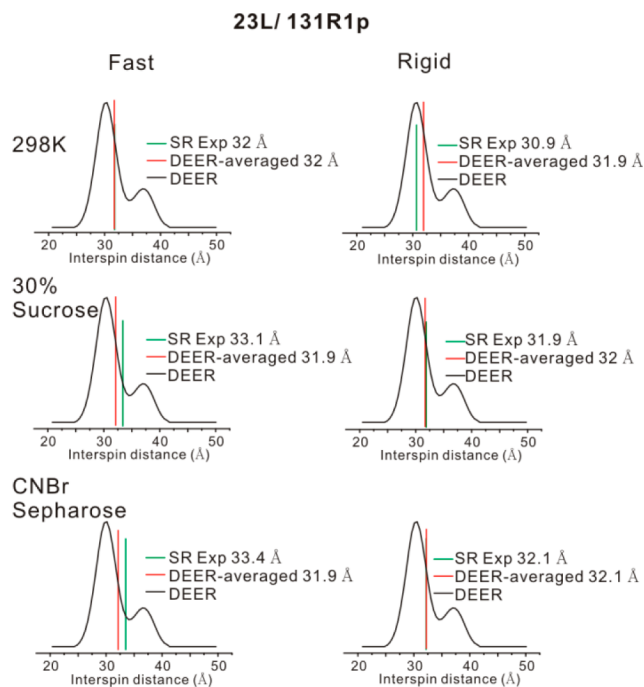 23L/ 131R1p
Fast
Rigid
298K
SR Exp 32 Å
DEER-averaged 32 Å
DEER
20 30 40 50
Interspin distance (Å)
SR Exp 30.9 Å
DEER-averaged 31.9 Å
DEER
20 30 40 50
Interspin distance (Å)
30%
Sucrose
SR Exp 33.1 Å
DEER-averaged 31.9 Å
DEER
20 30 40 50
Interspin distance (Å)
SR Exp 31.9 Å
DEER-averaged 32 Å
DEER
20 30 40 50
Interspin distance (Å)
CNBr
Sepharose
SR Exp 33.4 Å
DEER-averaged 31.9 Å
DEER
20 30 40 50
Interspin distance (Å)
SR Exp 32.1 Å
DEER-averaged 32.1 Å
DEER
20 30 40 50
Interspin distance (Å)